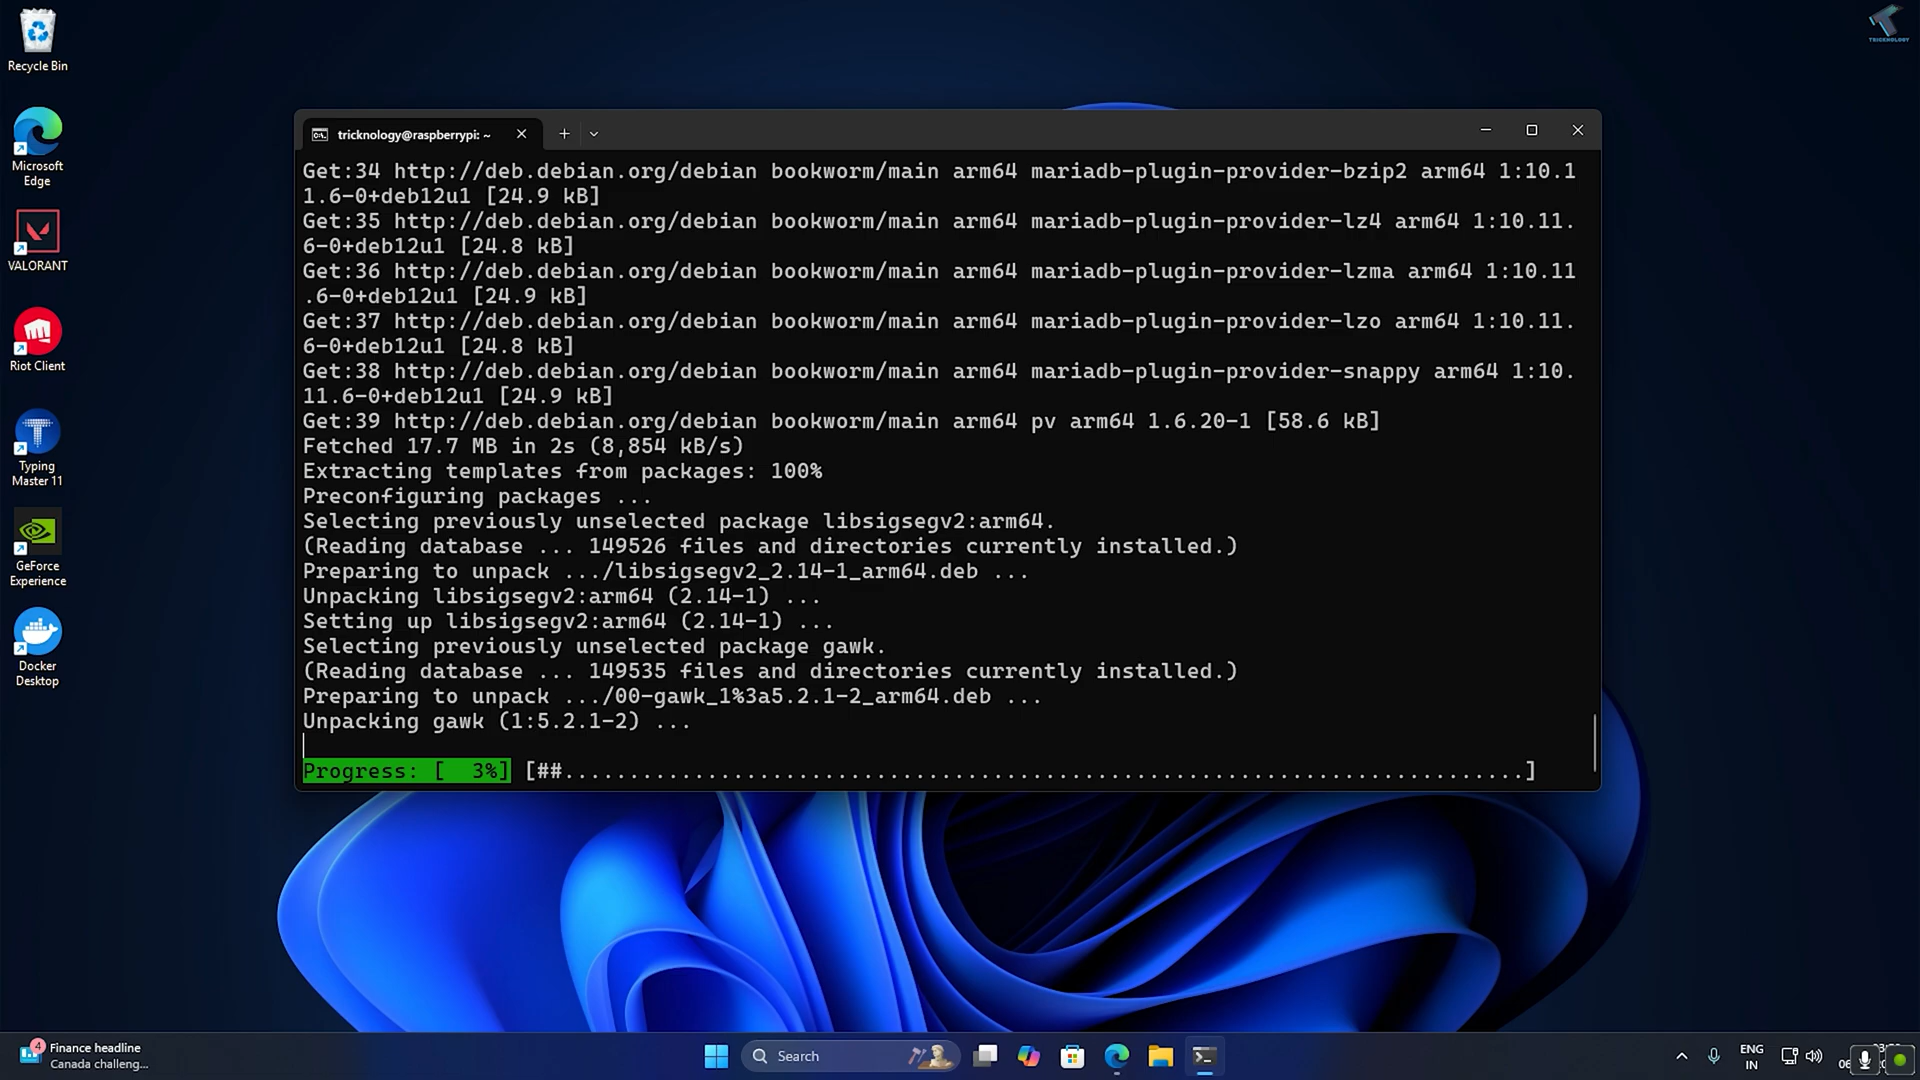 Recycle Bin
TRICKNOLOGY
Microsoft
Edge
VALORANT
Riot Client
Typing
Master 11
GeForce
Experience
Docker
Desktop
tricknology@raspberrypi: ~
Get:34 http://deb.debian.org/debian bookworm/main arm64 mariadb-plugin-provider-bzip2 arm64 1:10.1
1.6-0+deb12u1 [24.9 kB]
Get:35 http://deb.debian.org/debian bookworm/main arm64 mariadb-plugin-provider-lz4 arm64 1:10.11.
6-0+deb12u1 [24.8 kB]
Get:36 http://deb.debian.org/debian bookworm/main arm64 mariadb-plugin-provider-lzma arm64 1:10.11
.6-0+deb12u1 [24.9 kB]
Get:37 http://deb.debian.org/debian bookworm/main arm64 mariadb-plugin-provider-lzo arm64 1:10.11.
6-0+deb12u1 [24.8 kB]
Get:38 http://deb.debian.org/debian bookworm/main arm64 mariadb-plugin-provider-snappy arm64 1:10.
11.6-0+deb12u1 [24.9 kB]
Get:39 http://deb.debian.org/debian bookworm/main arm64 pv arm64 1.6.20-1 [58.6 kB]
Fetched 17.7 MB in 2s (8,854 kB/s)
Extracting templates from packages: 100%
Preconfiguring packages ...
Selecting previously unselected package libsigsegv2:arm64.
(Reading database ... 149526 files and directories currently installed.)
Preparing to unpack .../libsigsegv2_2.14-1_arm64.deb ...
Unpacking libsigsegv2:arm64 (2.14-1) ...
Setting up libsigsegv2:arm64 (2.14-1) ...
Selecting previously unselected package gawk.
(Reading database ... 149535 files and directories currently installed.)
Preparing to unpack .../00-gawk_1%3a5.2.1-2_arm64.deb ...
Unpacking gawk (1:5.2.1-2) ...
Progress: [  3%] [##..........................................................................]
4
Finance headline
Canada challeng...
Search
ENG
IN